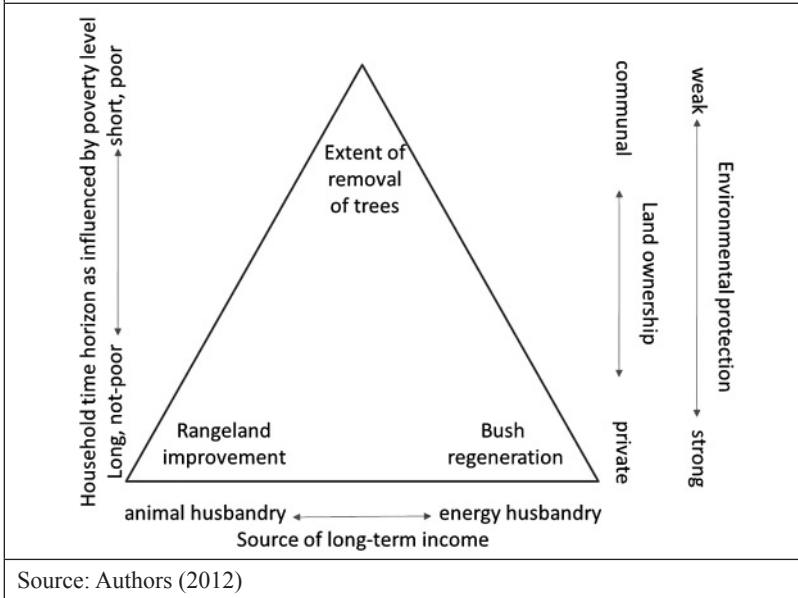 Household time horizon as influenced by poverty level
Long, not-poor
short, poor
Extent of
removal
of trees
Rangeland
improvement
Bush
regeneration
communal
private
Land ownership
weak
strong
Environmental protection
animal husbandry
energy husbandry
Source of long-term income
Source: Authors (2012)